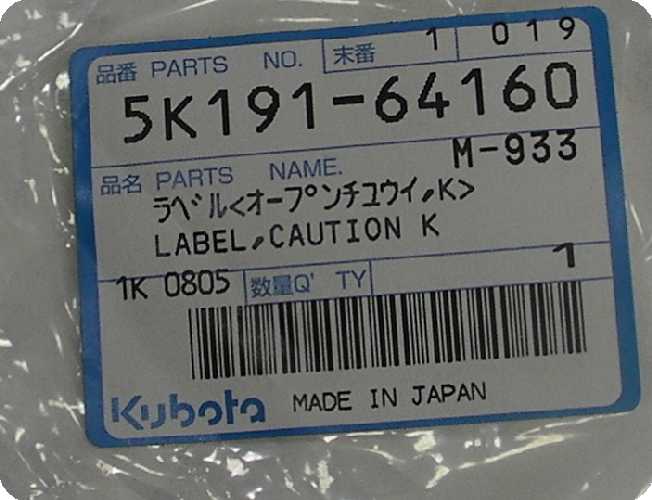 品番 PARTS NO. 末番 1 019
5K191-64160
M-933
品名 PARTS NAME.
ラベル<オープンチユウイ,K>
LABEL,CAUTION K
1K 0805 数量Q' TY 1
Kubota MADE IN JAPAN